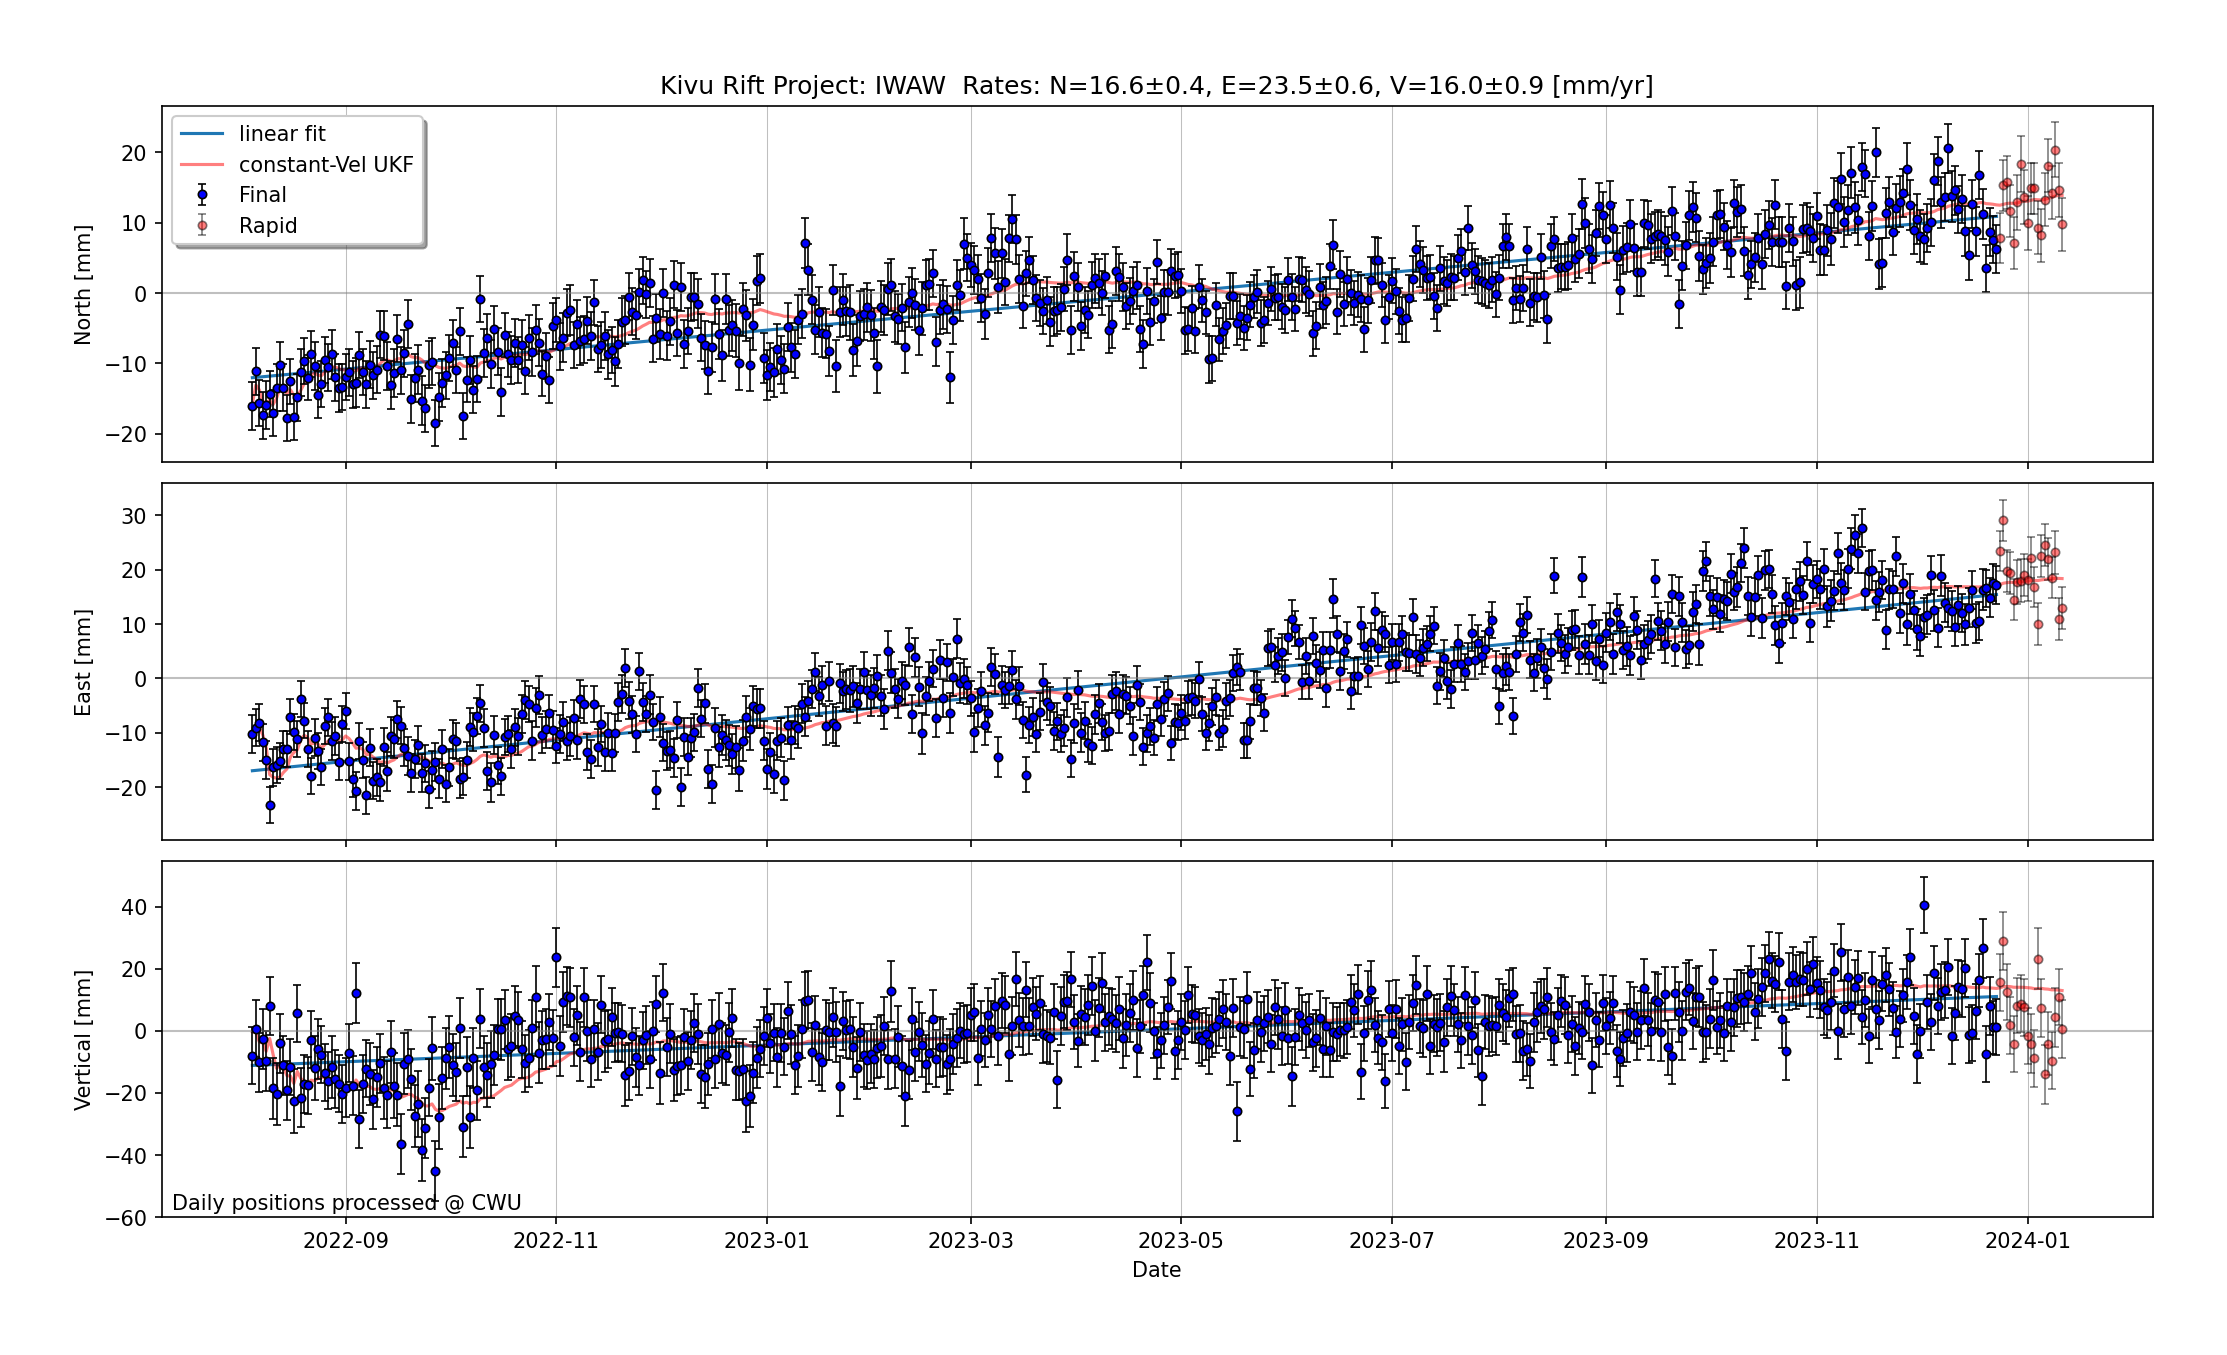 Kivu Rift Project: IWAW  Rates: N=16.6±0.4, E=23.5±0.6, V=16.0±0.9 [mm/yr]
linear fit
constant-Vel UKF
Final
Rapid
North [mm]
20
10
0
−10
−20
East [mm]
30
20
10
0
−10
−20
Vertical [mm]
40
20
0
−20
−40
−60
Daily positions processed @ CWU
2022-09 2022-11 2023-01 2023-03 2023-05 2023-07 2023-09 2023-11 2024-01
Date